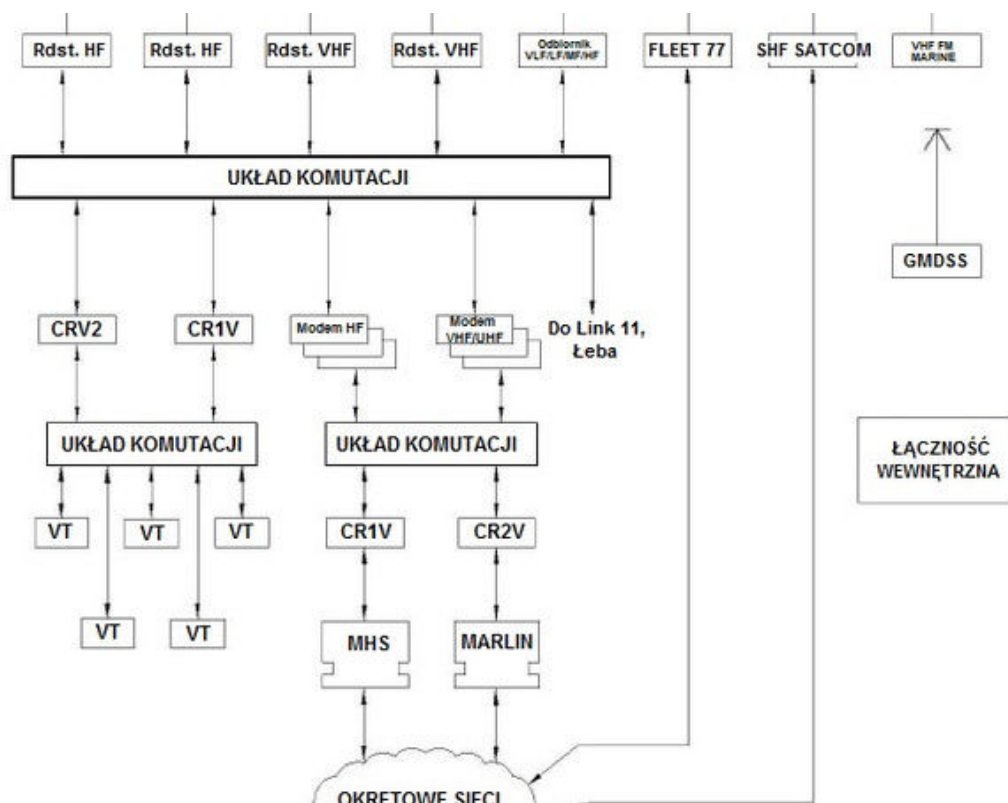 Rdst. HF
Rdst. HF
Rdst. VHF
Rdst. VHF
Odbiornik
VLF/LF/MF/HF
FLEET 77
SHF SATCOM
VHF FM
MARINE
UKŁAD KOMUTACJI
GMDSS
CRV2
CR1V
Modem HF
Modem
VHF/UHF
Do Link 11,
Łeba
UKŁAD KOMUTACJI
UKŁAD KOMUTACJI
ŁĄCZNOŚĆ
WEWNĘTRZNA
VT
VT
VT
CR1V
CR2V
VT
VT
MHS
MARLIN
OKRĘTOWE SIECI